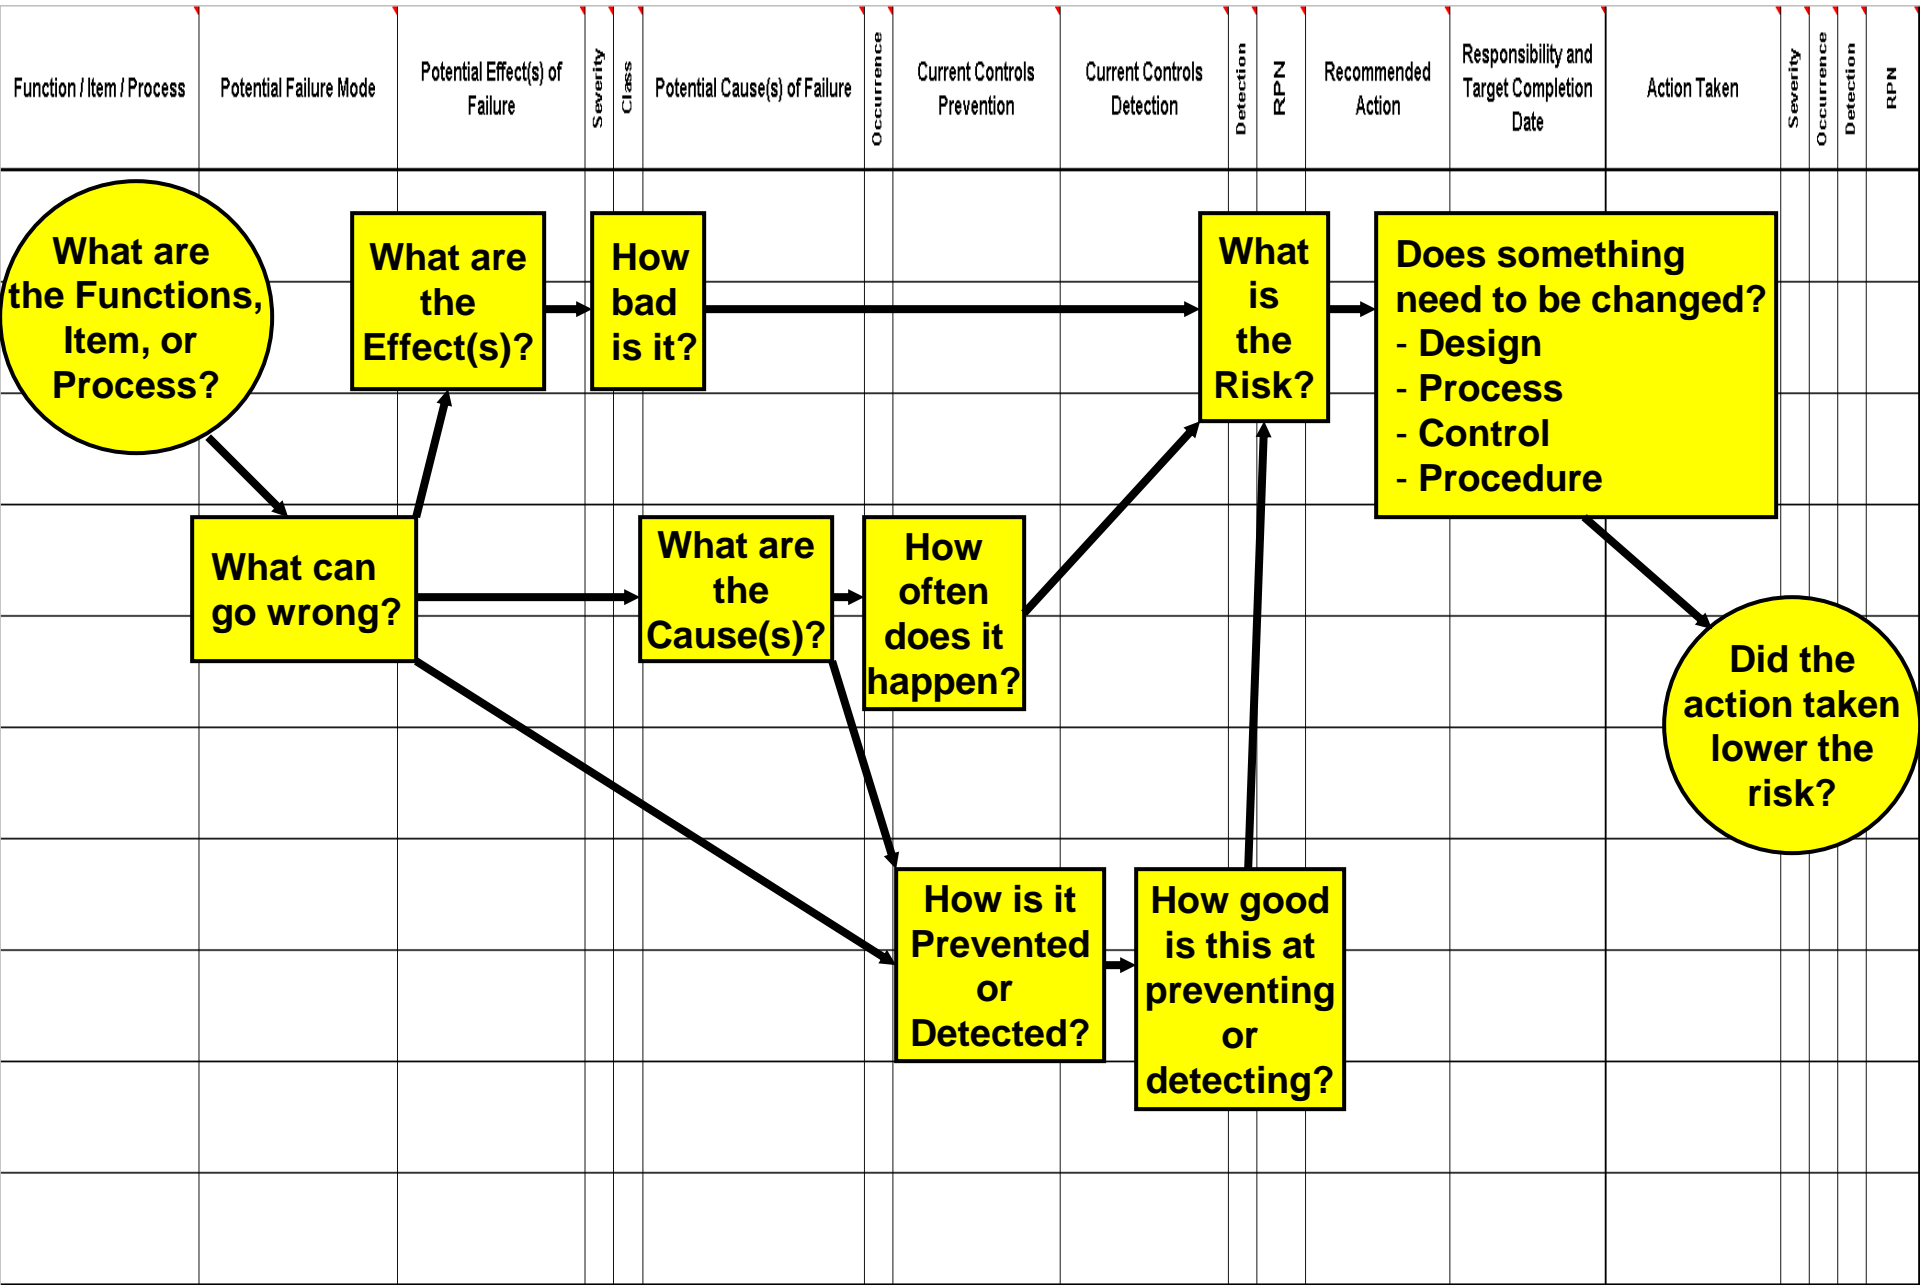 Function / Item / Process
Potential Failure Mode
Potential Effect(s) of
Failure
Severity
Class
Potential Cause(s) of Failure
Occurrence
Current Controls
Prevention
Current Controls
Detection
Detection
RPN
Recommended
Action
Responsibility and
Target Completion
Date
Action Taken
Severity
Occurrence
Detection
RPN
What are
the Functions,
Item, or
Process?
What are
the
Effect(s)?
How
bad
is it?
What
is
the
Risk?
Does something
need to be changed?
- Design
- Process
- Control
- Procedure
What can
go wrong?
What are
the
Cause(s)?
How
often
does it
happen?
Did the
action taken
lower the
risk?
How is it
Prevented
or
Detected?
How good
is this at
preventing
or
detecting?